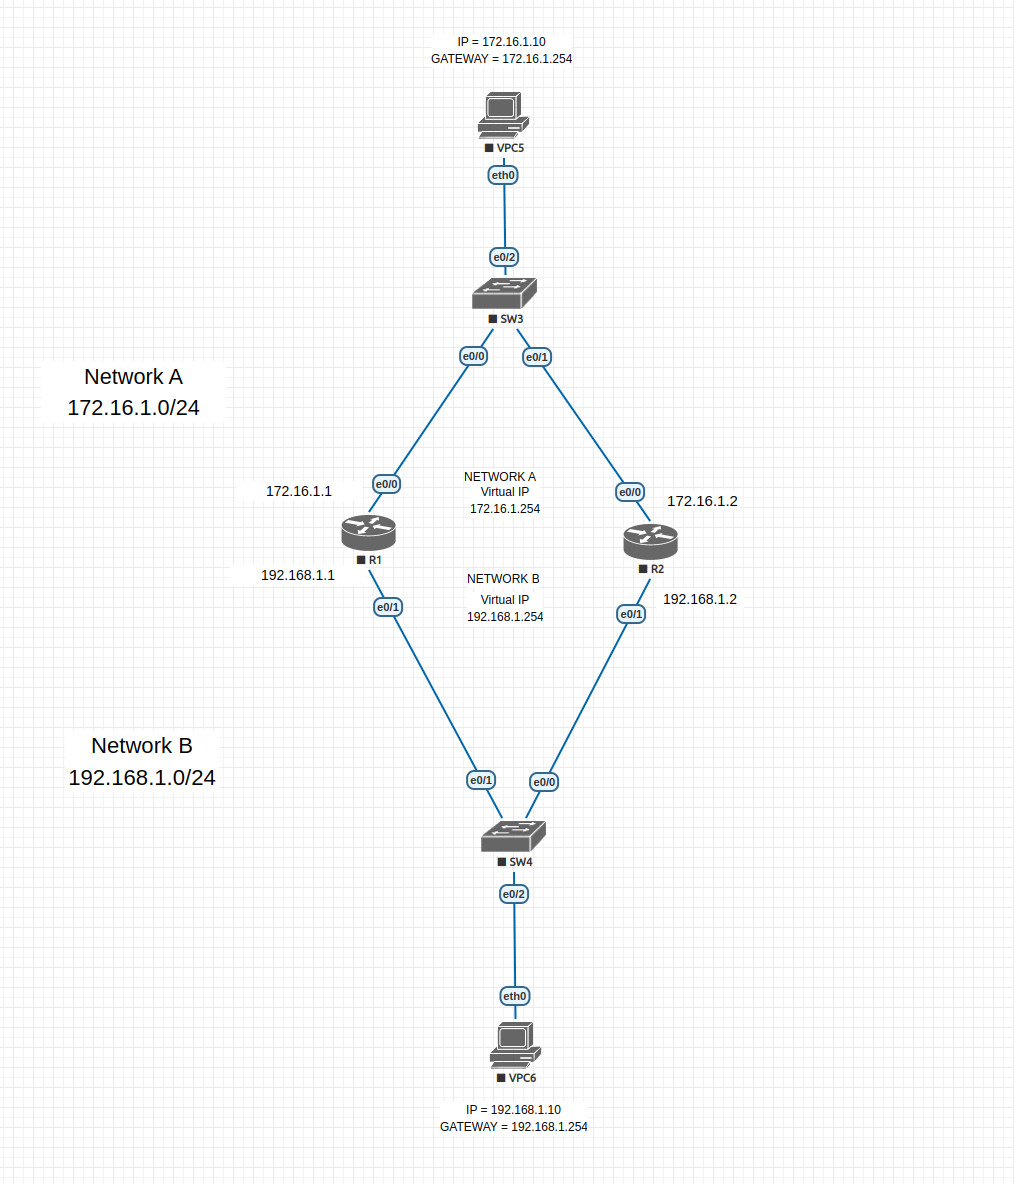 IP = 172.16.1.10
GATEWAY = 172.16.1.254
VPC5
eth0
e0/2
SW3
e0/0
e0/1
Network A
172.16.1.0/24
NETWORK A
Virtual IP
172.16.1.254
172.16.1.1
e0/0
e0/0
172.16.1.2
R1
R2
192.168.1.1
e0/1
NETWORK B
Virtual IP
192.168.1.254
192.168.1.2
e0/1
Network B
192.168.1.0/24
e0/1
e0/0
SW4
e0/2
eth0
VPC6
IP = 192.168.1.10
GATEWAY = 192.168.1.254